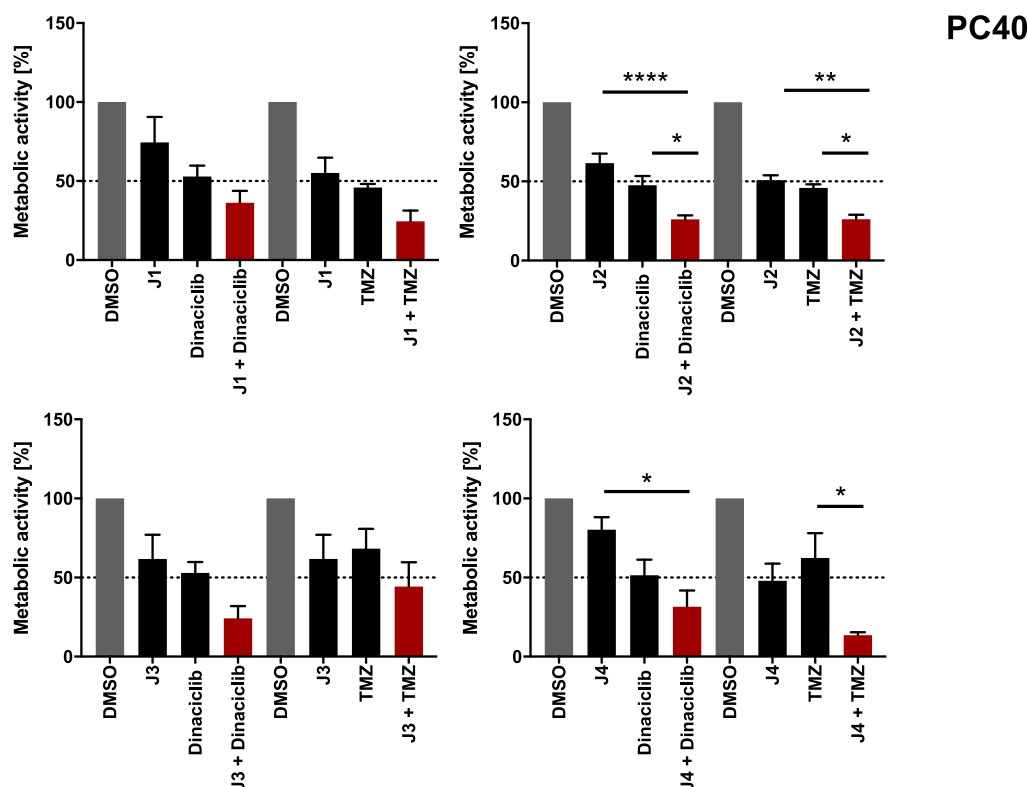 PC40
Metabolic activity [%]
150
100
50
0
DMSO
J1
Dinaciclib
J1 + Dinaciclib
DMSO
J1
TMZ
J1 + TMZ
Metabolic activity [%]
150
100
50
0
****
*
**
*
DMSO
J2
Dinaciclib
J2 + Dinaciclib
DMSO
J2
TMZ
J2 + TMZ
Metabolic activity [%]
150
100
50
0
DMSO
J3
Dinaciclib
J3 + Dinaciclib
DMSO
J3
TMZ
J3 + TMZ
Metabolic activity [%]
150
100
50
0
*
*
DMSO
J4
Dinaciclib
J4 + Dinaciclib
DMSO
J4
TMZ
J4 + TMZ